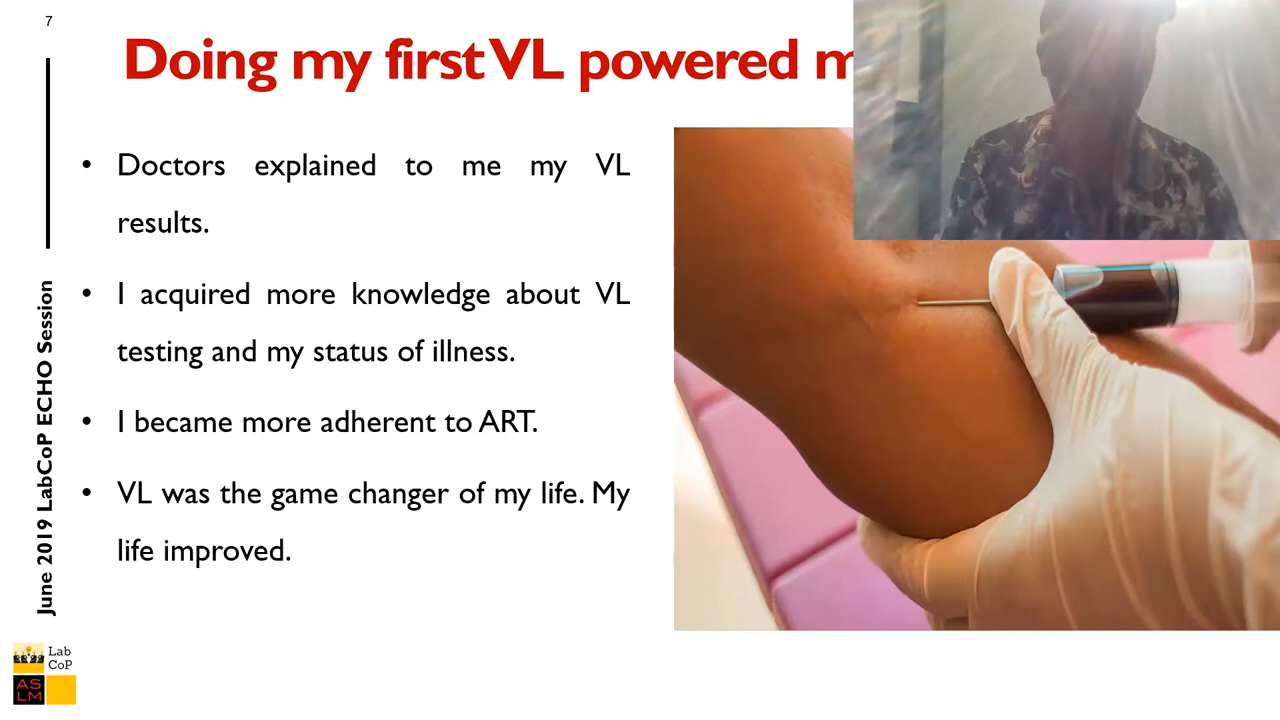 7
Doing my first VL powered m
• Doctors explained to me my VL
results.
• I acquired more knowledge about VL
testing and my status of illness.
• I became more adherent to ART.
• VL was the game changer of my life. My
life improved.
June 2019 LabCoP ECHO Session
Lab
CoP
AS
LM